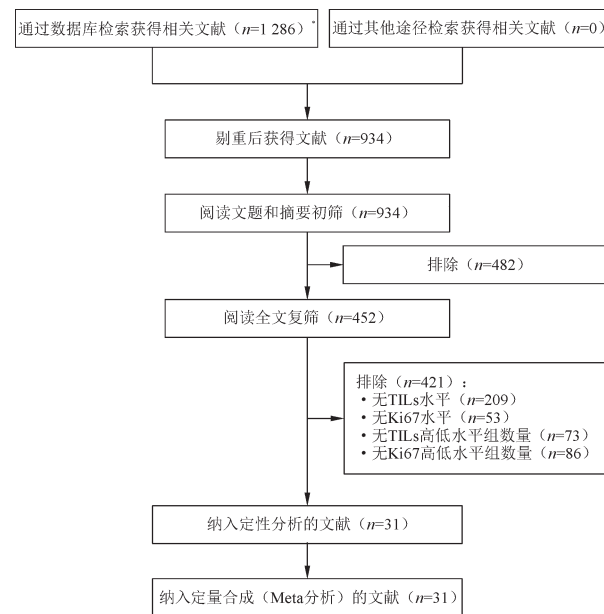 通过数据库检索获得相关文献（n=1 286）*
通过其他途径检索获得相关文献（n=0）
剔重后获得文献（n=934）
阅读文题和摘要初筛（n=934）
排除（n=482）
阅读全文复筛（n=452）
排除（n=421）：
・无TILs水平（n=209）
・无Ki67水平（n=53）
・无TILs高低水平组数量（n=73）
・无Ki67高低水平组数量（n=86）
纳入定性分析的文献（n=31）
纳入定量合成（Meta分析）的文献（n=31）